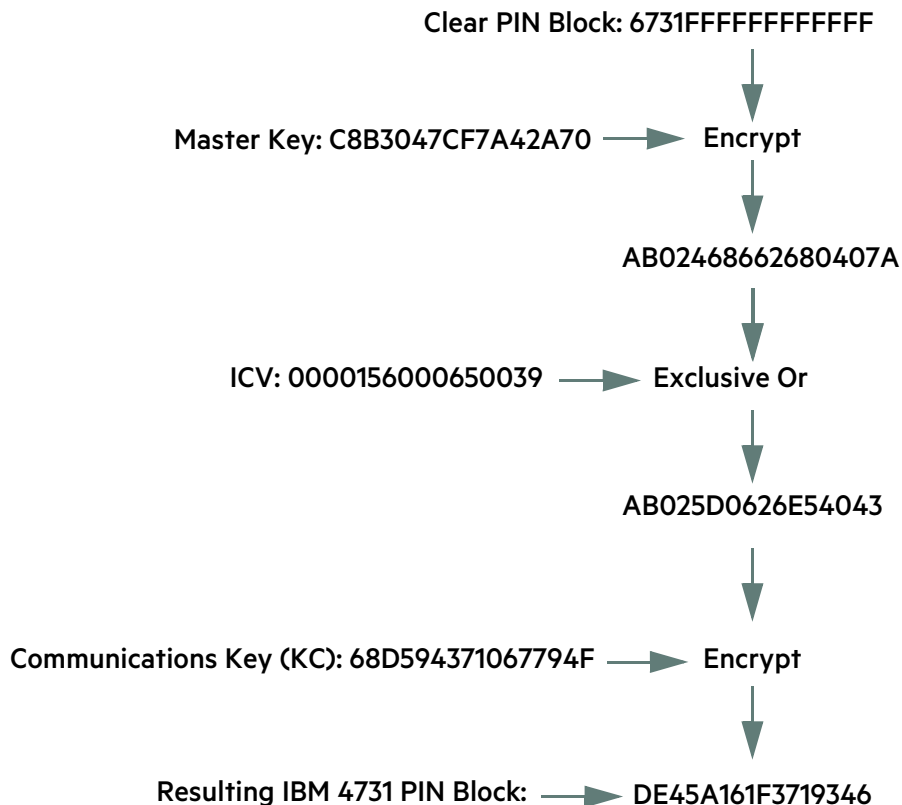 Clear PIN Block: 6731FFFFFFFFFFFF
Master Key: C8B3047CF7A42A70
Encrypt
AB02468662680407A
ICV: 0000156000650039
Exclusive Or
AB025D0626E54043
Communications Key (KC): 68D594371067794F
Encrypt
Resulting IBM 4731 PIN Block:
DE45A161F3719346